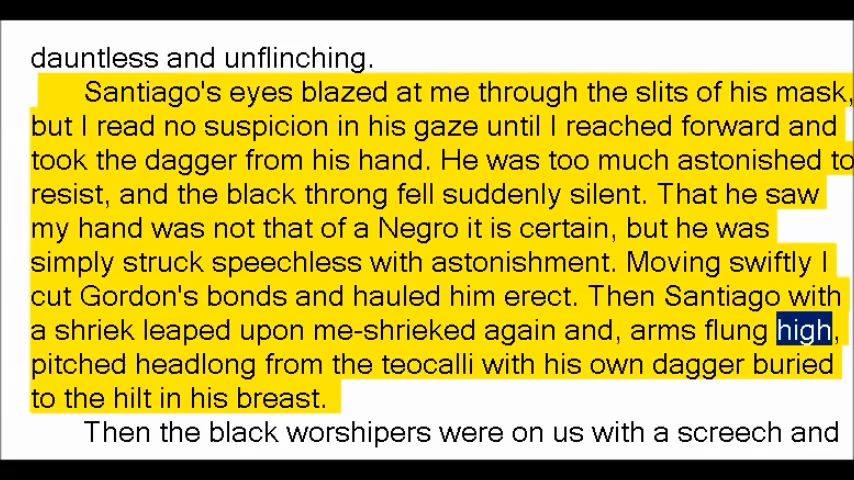 dauntless and unflinching.
Santiago's eyes blazed at me through the slits of his mask,
but I read no suspicion in his gaze until I reached forward and
took the dagger from his hand. He was too much astonished to
resist, and the black throng fell suddenly silent. That he saw
my hand was not that of a Negro it is certain, but he was
simply struck speechless with astonishment. Moving swiftly I
cut Gordon's bonds and hauled him erect. Then Santiago with
a shriek leaped upon me-shrieked again and, arms flung high,
pitched headlong from the teocalli with his own dagger buried
to the hilt in his breast.
Then the black worshipers were on us with a screech and